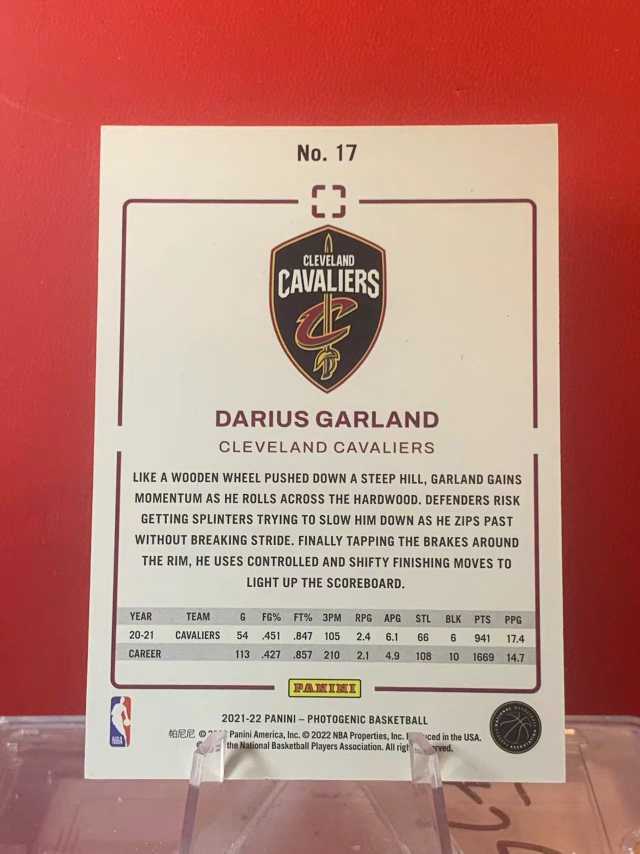 No. 17
CLEVELAND
CAVALIERS
DARIUS GARLAND
CLEVELAND CAVALIERS
LIKE A WOODEN WHEEL PUSHED DOWN A STEEP HILL, GARLAND GAINS
MOMENTUM AS HE ROLLS ACROSS THE HARDWOOD. DEFENDERS RISK
GETTING SPLINTERS TRYING TO SLOW HIM DOWN AS HE ZIPS PAST
WITHOUT BREAKING STRIDE. FINALLY TAPPING THE BRAKES AROUND
THE RIM, HE USES CONTROLLED AND SHIFTY FINISHING MOVES TO
LIGHT UP THE SCOREBOARD.
YEAR TEAM G FG% FT% 3PM RPG APG STL BLK PTS PPG
20-21 CAVALIERS 54 .451 .847 105 2.4 6.1 66 6 941 17.4
CAREER 113 .427 .857 210 2.1 4.9 108 10 1669 14.7
PANINI
2021-22 PANINI – PHOTOGENIC BASKETBALL
帕尼尼 © Panini America, Inc. © 2022 NBA Properties, Inc. in the USA.
the National Basketball Players Association. All
NBA